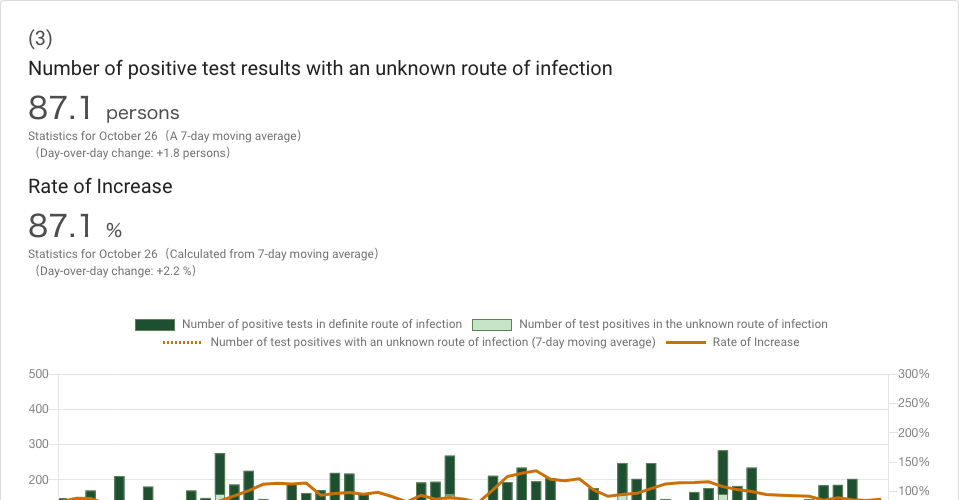 (3)
Number of positive test results with an unknown route of infection
87.1 persons
Statistics for October 26（A 7-day moving average）
（Day-over-day change: +1.8 persons）
Rate of Increase
87.1 %
Statistics for October 26（Calculated from 7-day moving average）
（Day-over-day change: +2.2 %）
Number of positive tests in definite route of infection Number of test positives in the unknown route of infection
Number of test positives with an unknown route of infection (7-day moving average) Rate of Increase
500 300%
400 250%
300 200%
200 150%
100%